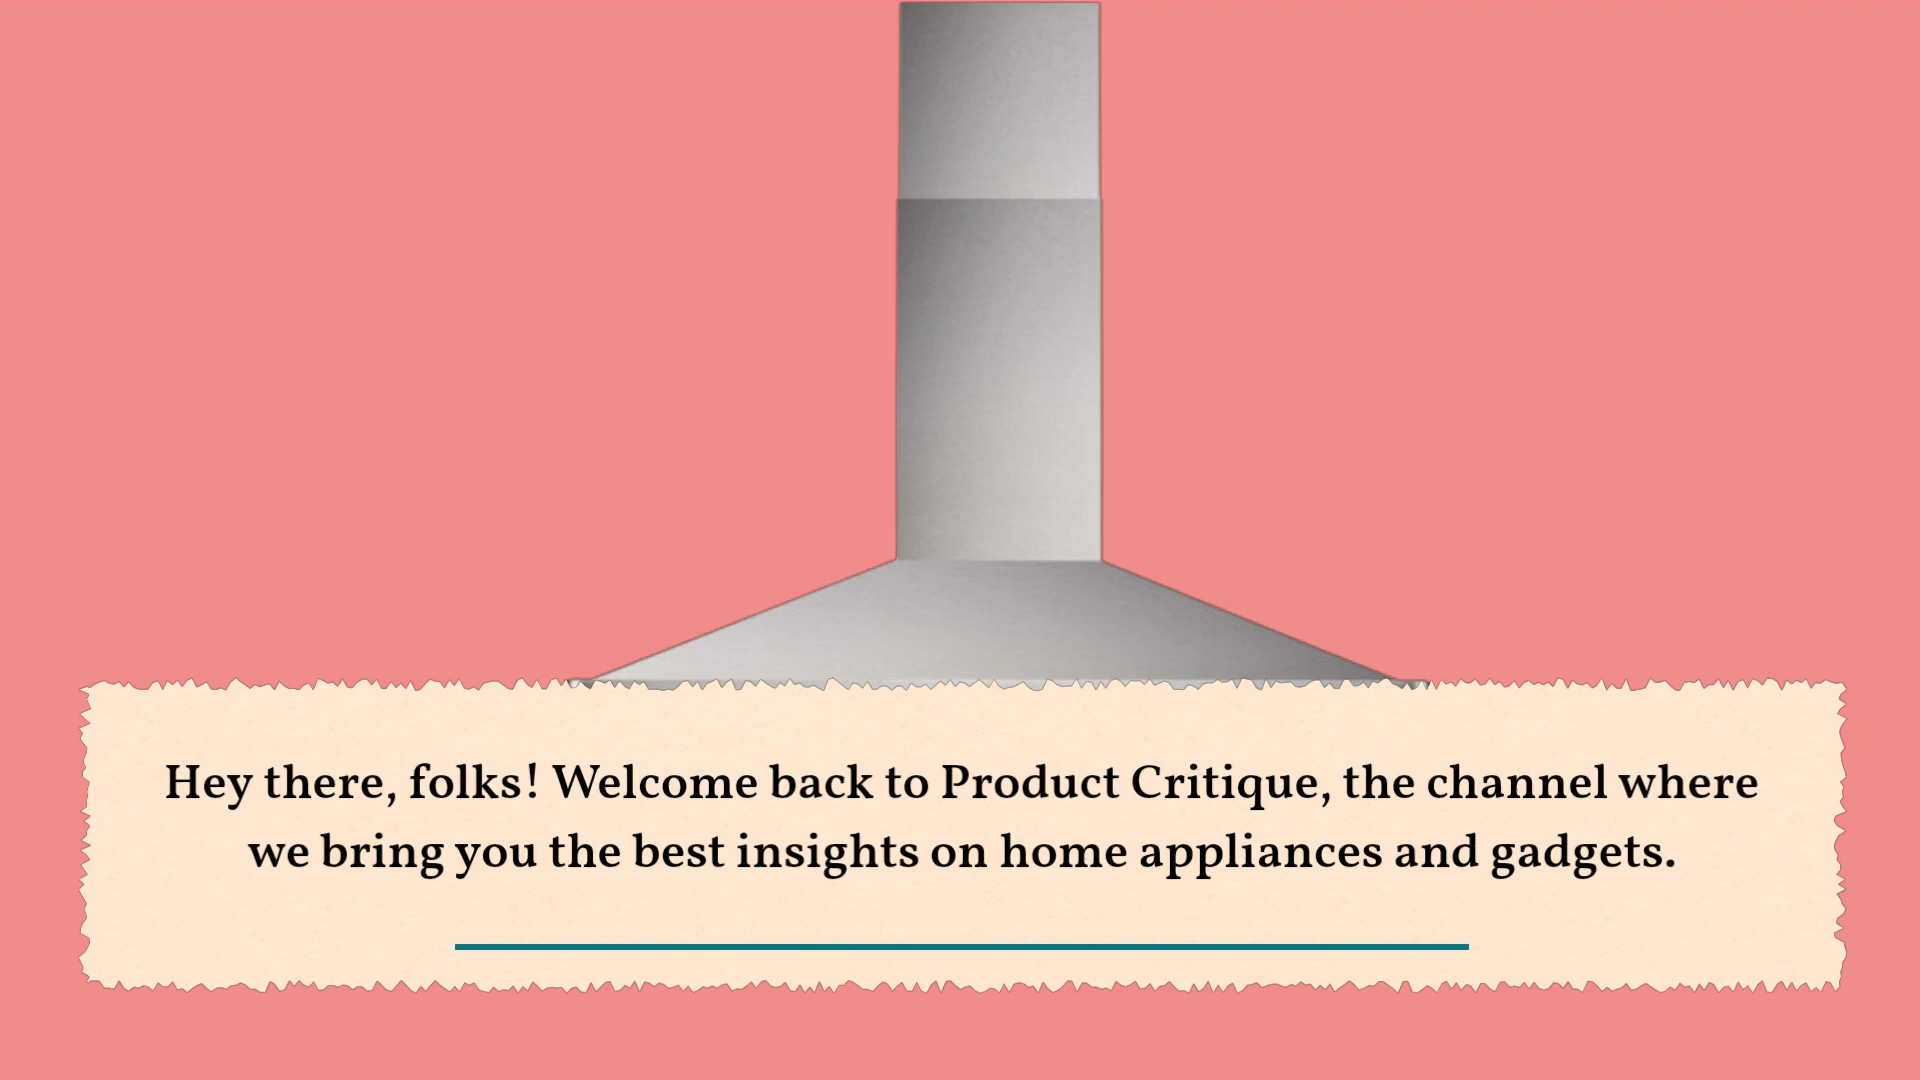 Hey there, folks! Welcome back to Product Critique, the channel where
we bring you the best insights on home appliances and gadgets.